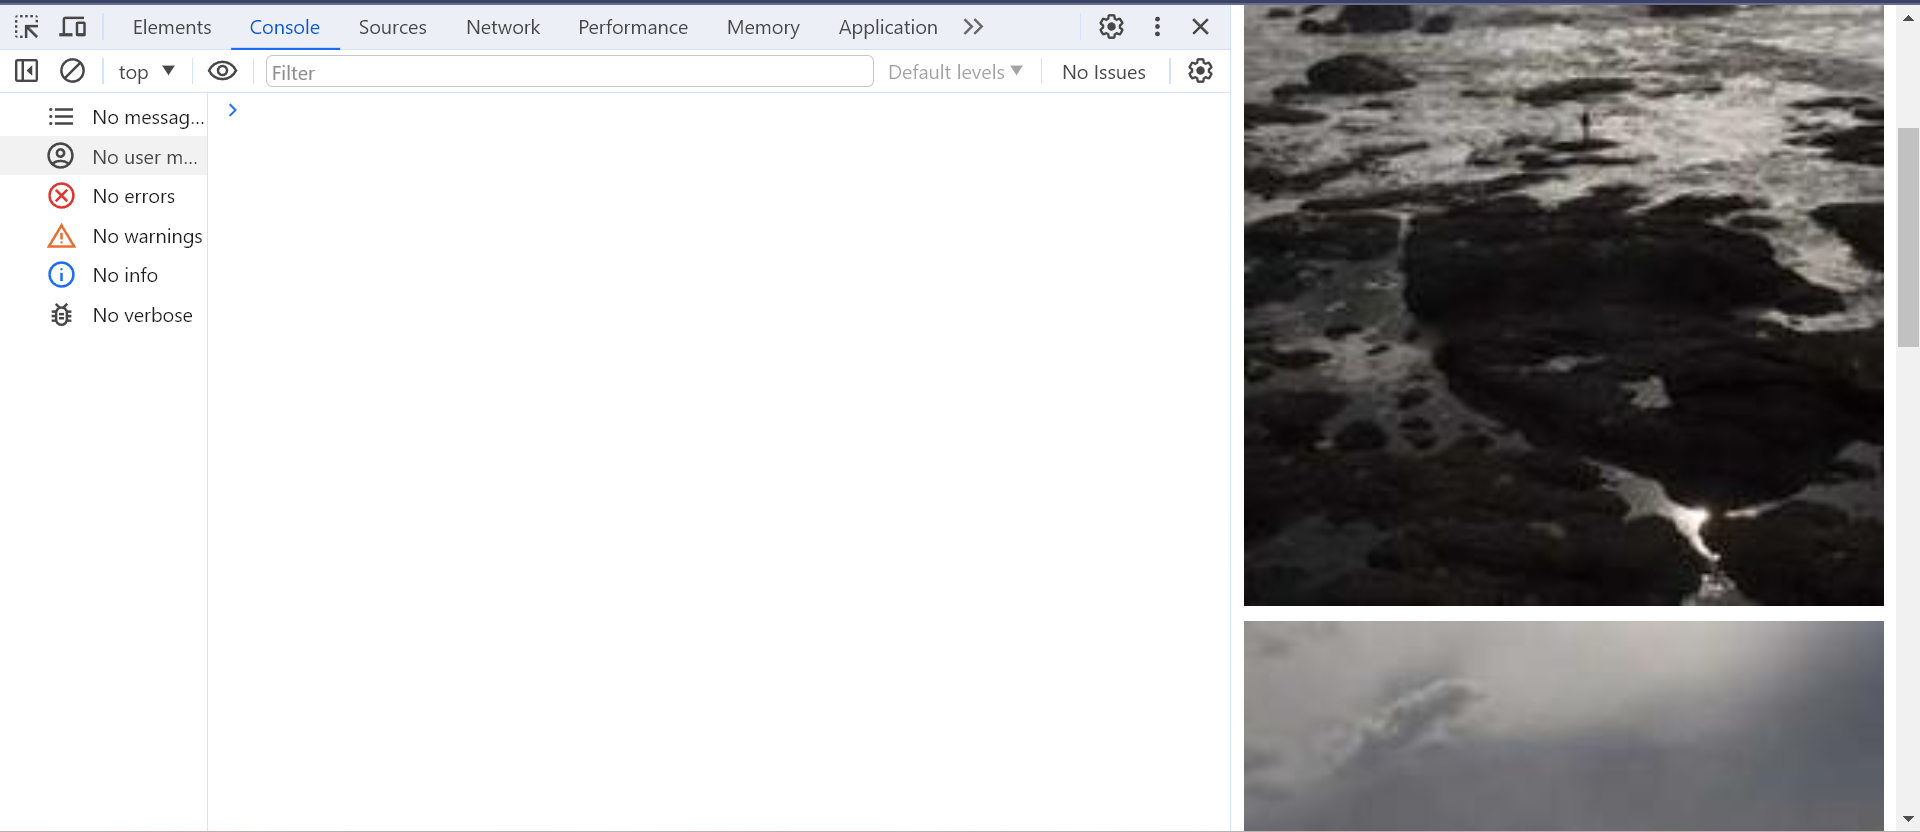 Elements Console Sources Network Performance Memory Application
top Filter Default levels No Issues
No messag...
No user m...
No errors
No warnings
No info
No verbose